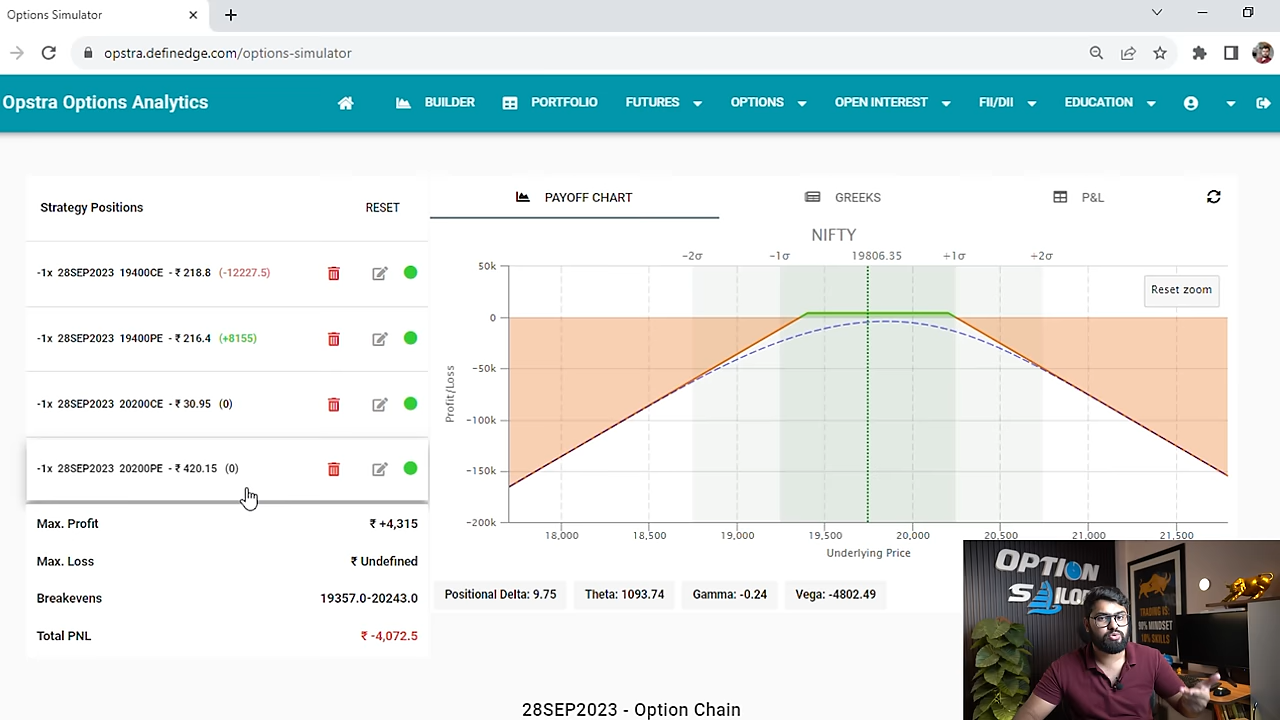 Options Simulator
opstra.definedge.com/options-simulator
Opstra Options Analytics
BUILDER
PORTFOLIO
FUTURES
OPTIONS
OPEN INTEREST
FII/DII
EDUCATION
Strategy Positions
RESET
-1x 28SEP2023 19400CE - ₹ 218.8 (-12227.5)
-1x 28SEP2023 19400PE - ₹ 216.4 (+8155)
-1x 28SEP2023 20200CE - ₹ 30.95 (0)
-1x 28SEP2023 20200PE - ₹ 420.15 (0)
Max. Profit ₹ +4,315
Max. Loss ₹ Undefined
Breakevens 19357.0-20243.0
Total PNL ₹ -4,072.5
PAYOFF CHART
GREEKS
P&L
NIFTY
-2σ -1σ 19806.35 +1σ +2σ
Reset zoom
50k
0
-50k
-100k
-150k
-200k
Profit/Loss
18,000 18,500 19,000 19,500 20,000 20,500 21,000 21,500
Underlying Price
Positional Delta: 9.75
Theta: 1093.74
Gamma: -0.24
Vega: -4802.49
28SEP2023 - Option Chain
OPTION
SAILOR
TRADING IS:
90% MINDSET
10% SKILLS